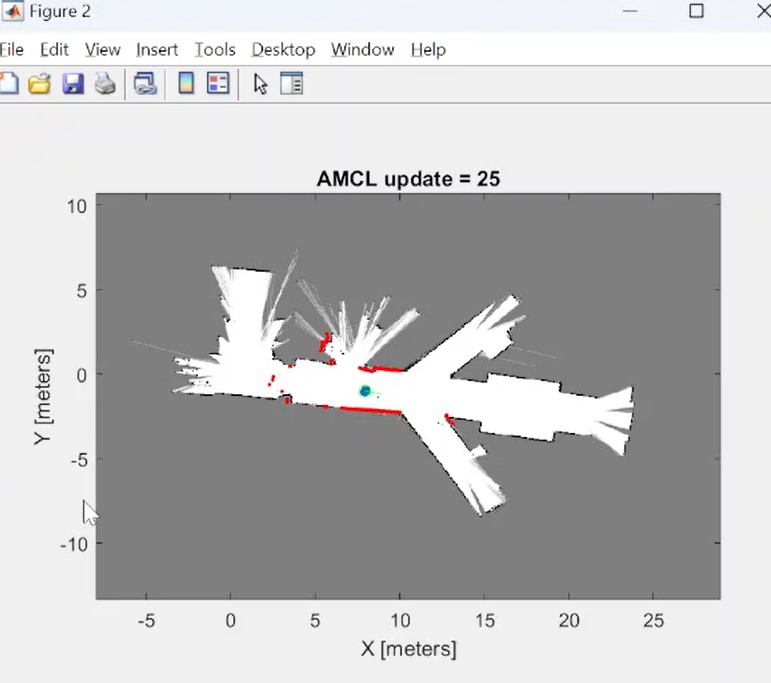 Figure 2
File Edit View Insert Tools Desktop Window Help
AMCL update = 25
10
5
0
-5
-10
Y [meters]
-5 0 5 10 15 20 25
X [meters]